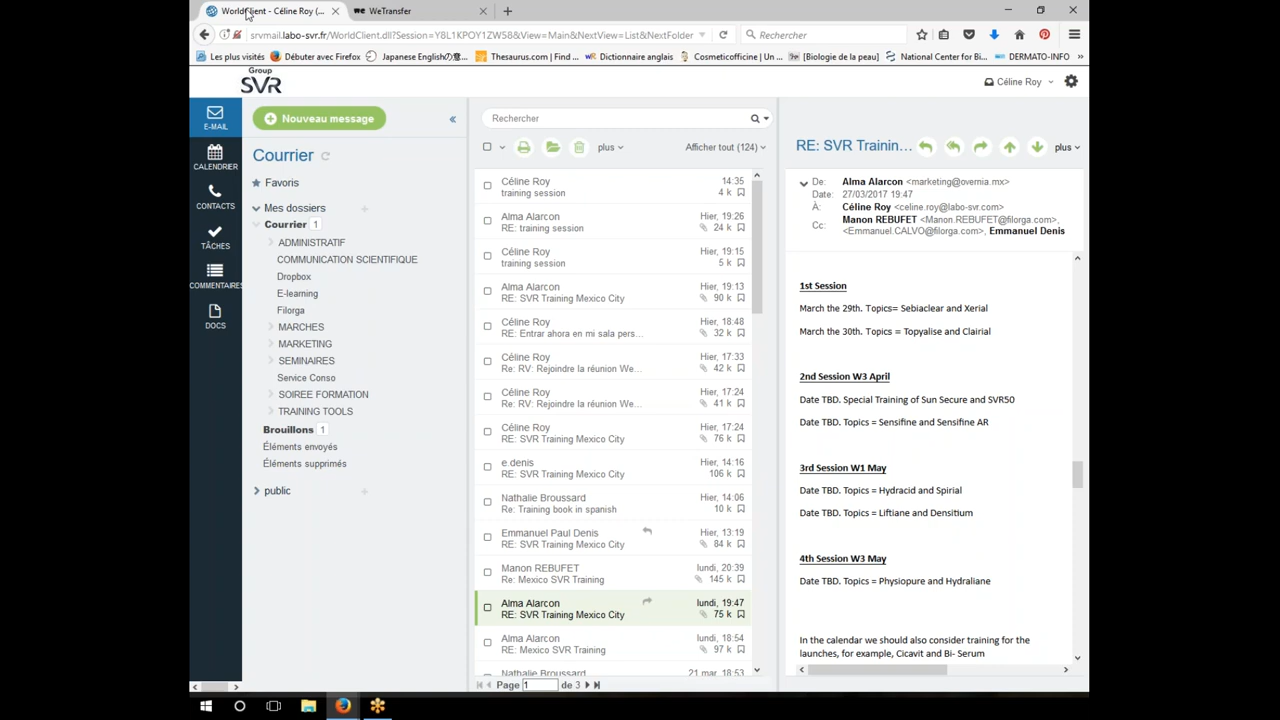 WorldClient - Céline Roy (...
WeTransfer
srvmail.labo-svr.fr/WorldClient.dll?Session=Y8L1KPOY1ZWS8&View=Main&NextView=List&NextFolder
Rechercher
Les plus visités
Débuter avec Firefox
Japanese Englishの意...
Thesaurus.com | Find ...
Dictionnaire anglais
Cosmeticofficine | Un ...
[Biologie de la peau]
National Center for Bi...
DERMATO-INFO
Group
SVR
Céline Roy
E-MAIL
CALENDRIER
CONTACTS
TÂCHES
COMMENTAIRES
DOCS
Nouveau message
Courrier
Favoris
Mes dossiers
Courrier 1
ADMINISTRATIF
COMMUNICATION SCIENTIFIQUE
Dropbox
E-learning
Filorga
MARCHES
MARKETING
SEMINAIRES
Service Conso
SOIREE FORMATION
TRAINING TOOLS
Brouillons 1
Éléments envoyés
Éléments supprimés
public
Rechercher
plus
Afficher tout (124)
Céline Roy 14:35
training session 4 k
Alma Alarcon Hier, 19:26
RE: training session 24 k
Céline Roy Hier, 19:15
training session 5 k
Alma Alarcon Hier, 19:13
RE: SVR Training Mexico City 90 k
Céline Roy Hier, 18:48
RE: Entrar ahora en mi sala pers... 32 k
Céline Roy Hier, 17:33
Re: RV: Rejoindre la réunion We... 42 k
Céline Roy Hier, 17:24
Re: RV: Rejoindre la réunion We... 41 k
Céline Roy Hier, 17:24
RE: SVR Training Mexico City 76 k
e.denis Hier, 14:16
RE: SVR Training Mexico City 106 k
Nathalie Broussard Hier, 14:06
Re: Training book in spanish 10 k
Emmanuel Paul Denis Hier, 13:19
RE: SVR Training Mexico City 84 k
Manon REBUFET lundi, 20:39
Re: Mexico SVR Training 145 k
Alma Alarcon lundi, 19:47
RE: SVR Training Mexico City 75 k
Alma Alarcon lundi, 18:54
RE: Mexico SVR Training 97 k
Nathalie Broussard 21 mar, 18:53
Page 1 de 3
RE: SVR Trainin...
plus
De: Alma Alarcon <marketing@overnia.mx>
Date: 27/03/2017 19:47
À: Céline Roy <celine.roy@labo-svr.com>
Cc: Manon REBUFET <Manon.REBUFET@filorga.com>,
<Emmanuel.CALVO@filorga.com>, Emmanuel Denis
1st Session
March the 29th. Topics= Sebiaclear and Xerial
March the 30th. Topics = Topyalise and Clairial
2nd Session W3 April
Date TBD. Special Training of Sun Secure and SVR50
Date TBD. Topics = Sensifine and Sensifine AR
3rd Session W1 May
Date TBD. Topics = Hydracid and Spirial
Date TBD. Topics = Liftiane and Densitium
4th Session W3 May
Date TBD. Topics = Physiopure and Hydraliane
In the calendar we should also consider training for the
launches, for example, Cicavit and Bi- Serum